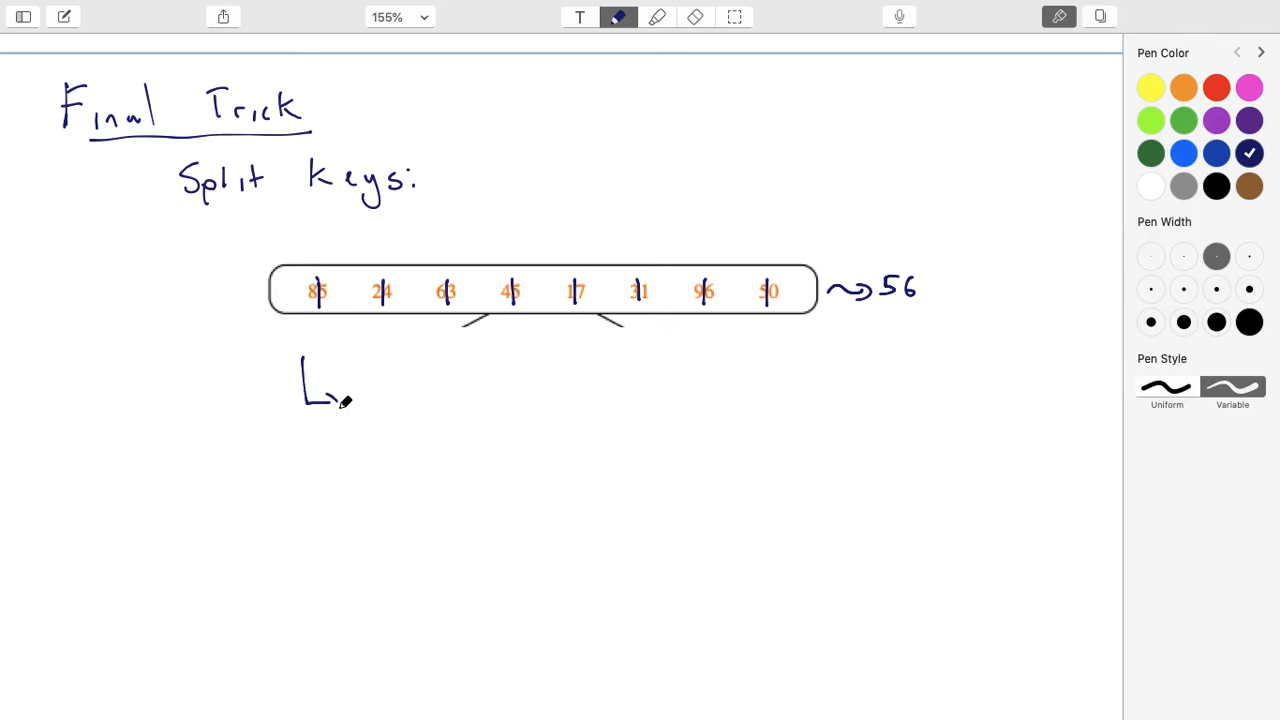 155%
T
Pen Color
Final Trick
Split Keys:
85 24 63 45 17 31 96 50 56
Pen Width
Pen Style
Uniform Variable